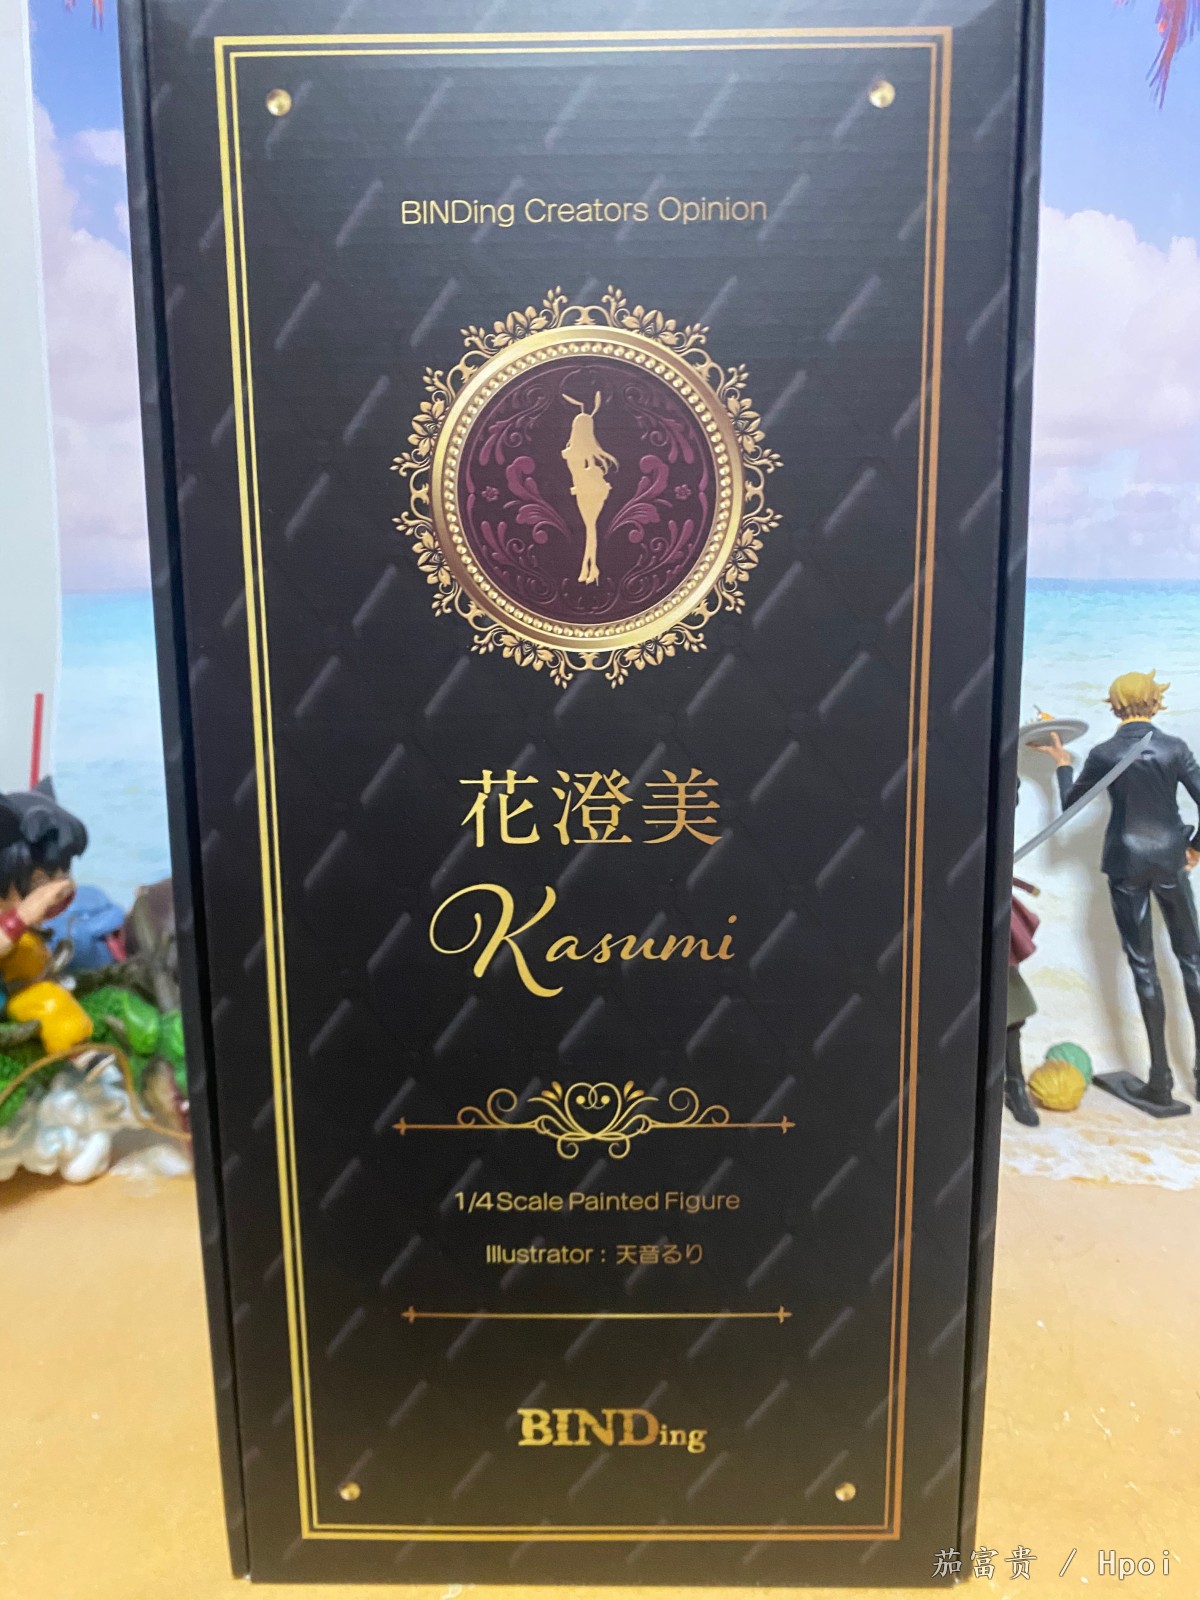 BINDing Creators Opinion
花澄美
Kasumi
1/4 Scale Painted Figure
Illustrator : 天音るり
BINDing
茄富贵 / Hpoi